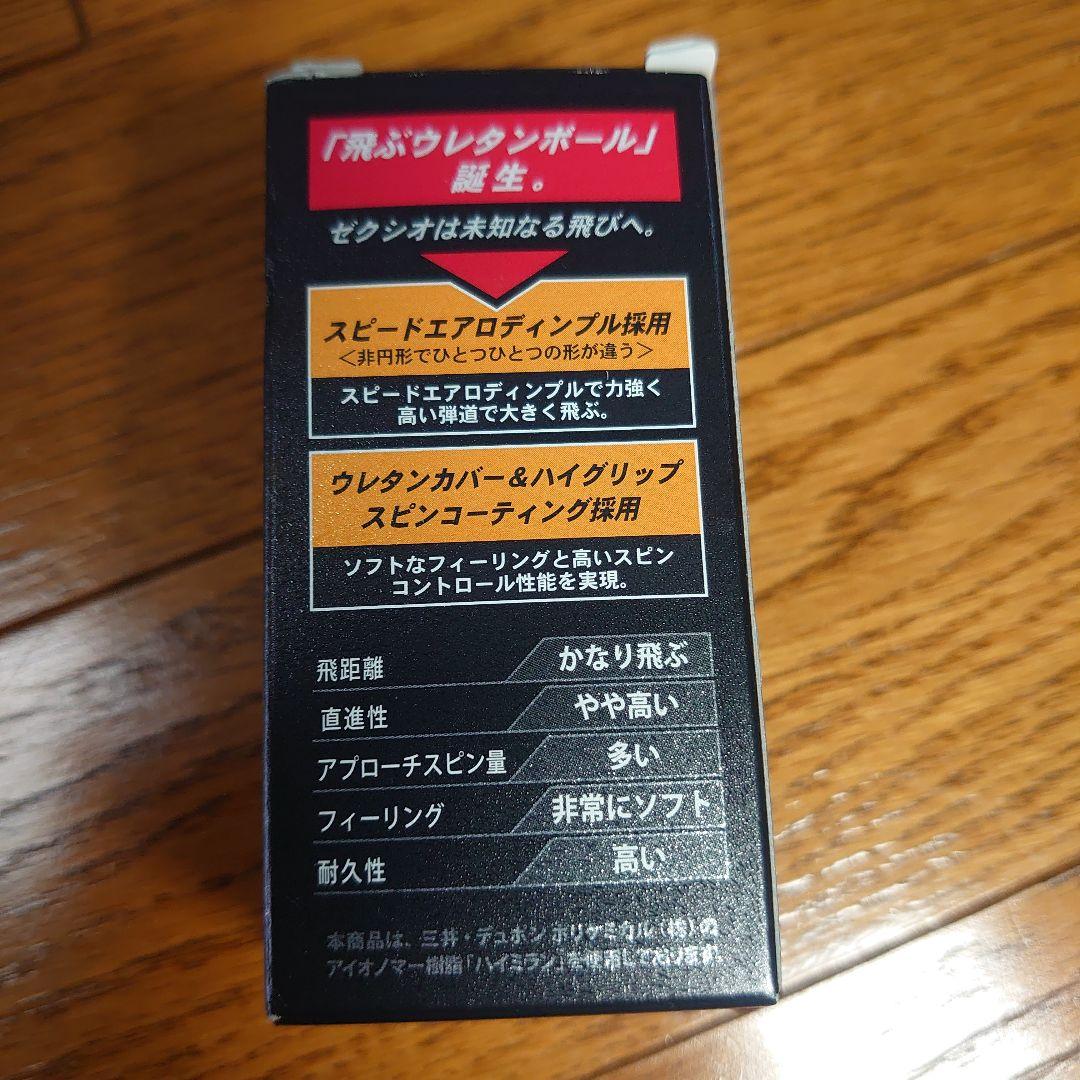 「飛ぶウレタンボール」
誕生。
ゼクシオは未知なる飛びへ。
スピードエアロディンプル採用
＜非円形でひとつひとつの形が違う＞
スピードエアロディンプルで力強く
高い弾道で大きく飛ぶ。
ウレタンカバー＆ハイグリップ
スピンコーティング採用
ソフトなフィーリングと高いスピン
コントロール性能を実現。
飛距離 かなり飛ぶ
直進性 やや高い
アプローチスピン量 多い
フィーリング 非常にソフト
耐久性 高い
本商品は、三井・デュポン ポリケミカル（株）の
アイオノマー樹脂「ハイミラン」を使用しております。